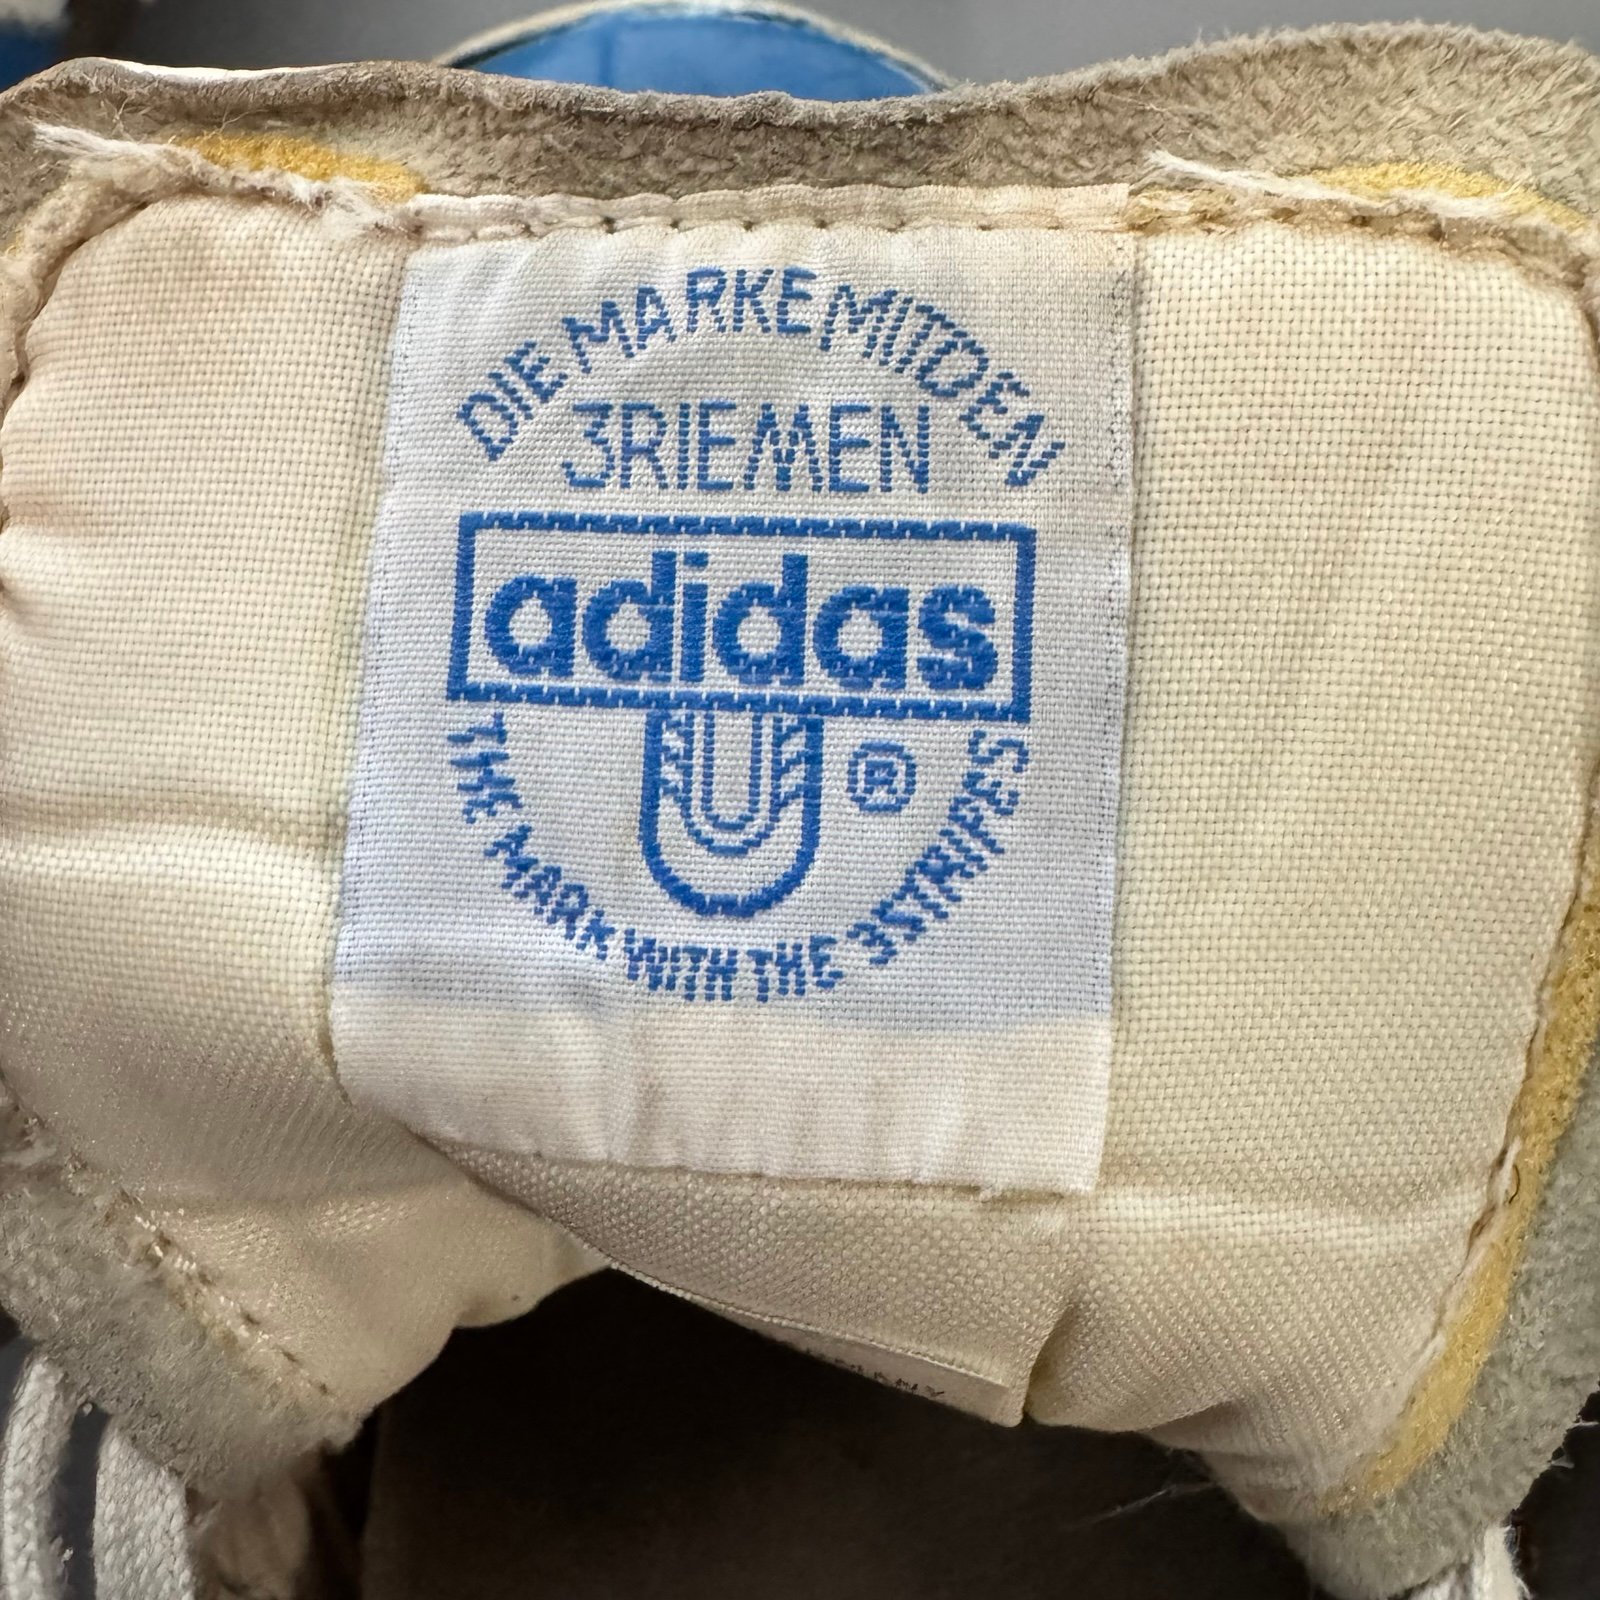 DIE MARKE MIT DEN
3RIEMEN
adidas
®
THE MARK WITH THE 3STRIPES